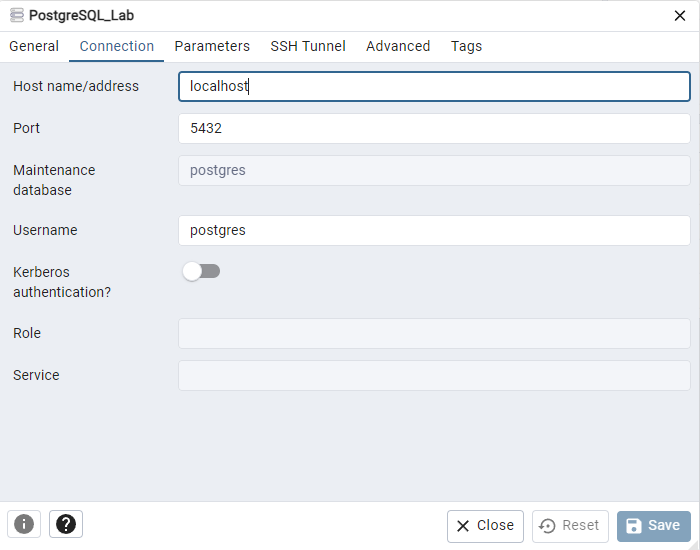 PostgreSQL_Lab
General Connection Parameters SSH Tunnel Advanced Tags
Host name/address localhost
Port 5432
Maintenance
database
postgres
Username postgres
Kerberos
authentication?
Role
Service
Close Reset Save